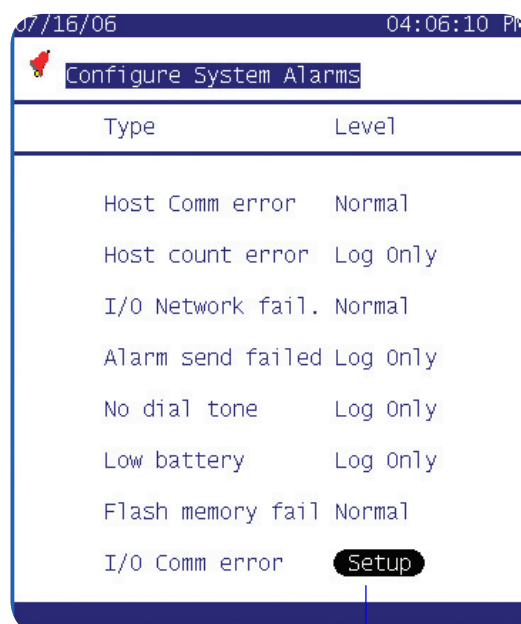 07/16/06 04:06:10 PM
Configure System Alarms
Type Level
Host Comm error Normal
Host count error Log Only
I/O Network fail. Normal
Alarm send failed Log Only
No dial tone Log Only
Low battery Log Only
Flash memory fail Normal
I/O Comm error Setup